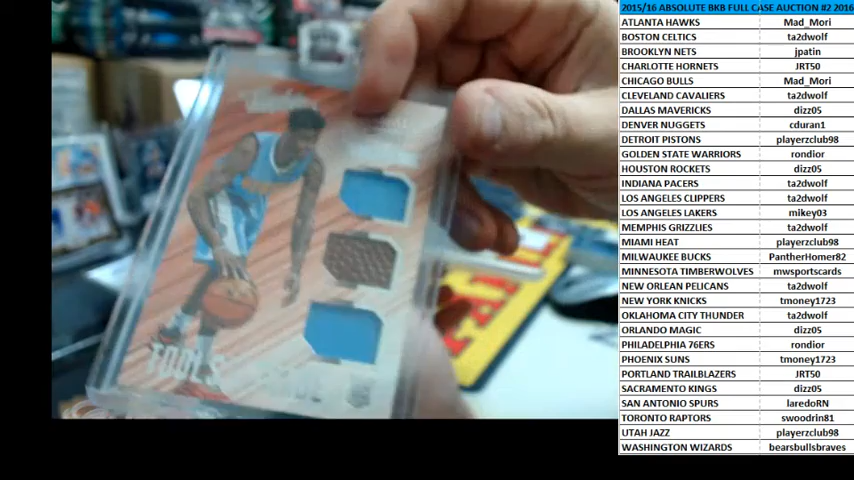 TOOLS
2015/16 ABSOLUTE BKB FULL CASE AUCTION #2 2016
ATLANTA HAWKS Mad_Mori
BOSTON CELTICS ta2dwolf
BROOKLYN NETS jpatin
CHARLOTTE HORNETS JRT50
CHICAGO BULLS Mad_Mori
CLEVELAND CAVALIERS ta2dwolf
DALLAS MAVERICKS dizz05
DENVER NUGGETS cduran1
DETROIT PISTONS playerzclub98
GOLDEN STATE WARRIORS rondior
HOUSTON ROCKETS dizz05
INDIANA PACERS ta2dwolf
LOS ANGELES CLIPPERS ta2dwolf
LOS ANGELES LAKERS mikey03
MEMPHIS GRIZZLIES ta2dwolf
MIAMI HEAT playerzclub98
MILWAUKEE BUCKS PantherHomer82
MINNESOTA TIMBERWOLVES mwsportscards
NEW ORLEAN PELICANS ta2dwolf
NEW YORK KNICKS tmoney1723
OKLAHOMA CITY THUNDER ta2dwolf
ORLANDO MAGIC dizz05
PHILADELPHIA 76ERS rondior
PHOENIX SUNS tmoney1723
PORTLAND TRAILBLAZERS JRT50
SACRAMENTO KINGS dizz05
SAN ANTONIO SPURS laredoRN
TORONTO RAPTORS swoodrin81
UTAH JAZZ playerzclub98
WASHINGTON WIZARDS bearsbullsbraves